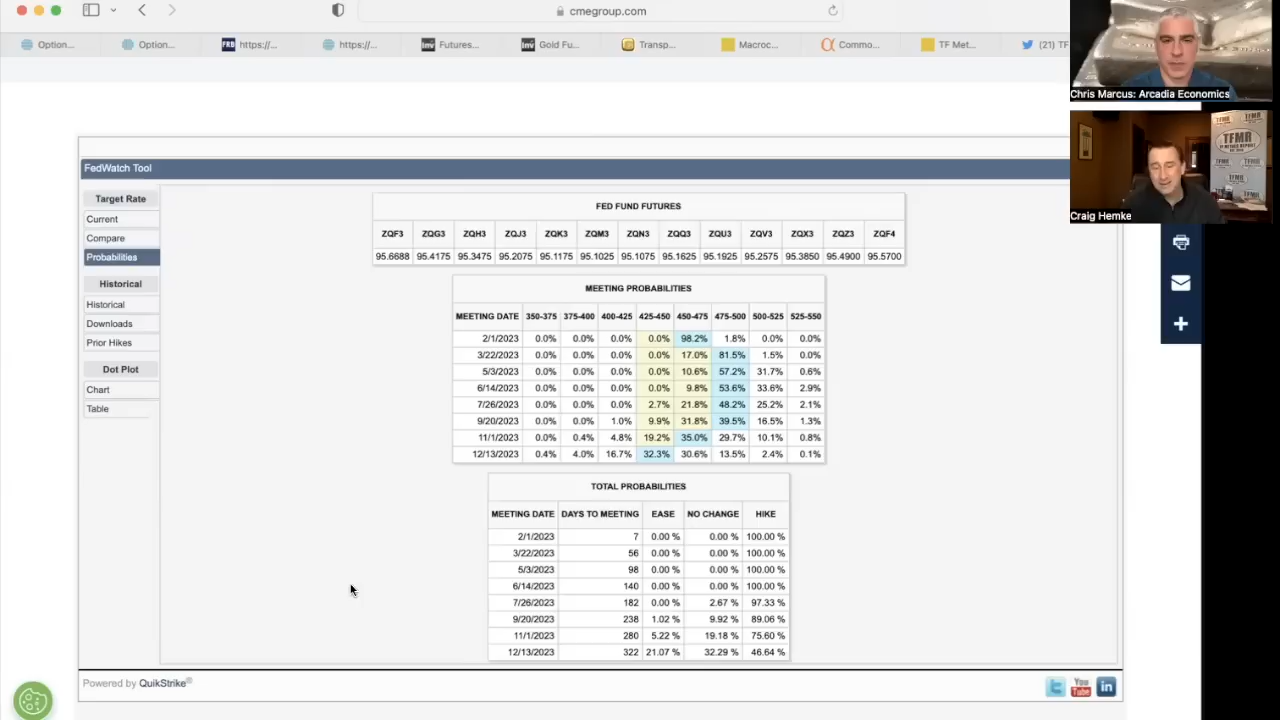 cmegroup.com
Option...
Option...
FRB https://...
https://...
Inv Futures...
Inv Gold Fu...
Transp...
Macroc...
Commo...
TF Met...
(21) TF
Chris Marcus: Arcadia Economics
TFMR
Craig Hemke
FedWatch Tool
Target Rate
Current
Compare
Probabilities
Historical
Historical
Downloads
Prior Hikes
Dot Plot
Chart
Table
FED FUND FUTURES
ZQF3 ZQG3 ZQH3 ZQJ3 ZQK3 ZQM3 ZQN3 ZQQ3 ZQU3 ZQV3 ZQX3 ZQZ3 ZQF4
95.6688 95.4175 95.3475 95.2075 95.1175 95.1025 95.1075 95.1625 95.1925 95.2575 95.3850 95.4900 95.5700
MEETING PROBABILITIES
MEETING DATE 350-375 375-400 400-425 425-450 450-475 475-500 500-525 525-550
2/1/2023 0.0% 0.0% 0.0% 0.0% 98.2% 1.8% 0.0% 0.0%
3/22/2023 0.0% 0.0% 0.0% 0.0% 17.0% 81.5% 1.5% 0.0%
5/3/2023 0.0% 0.0% 0.0% 0.0% 10.6% 57.2% 31.7% 0.6%
6/14/2023 0.0% 0.0% 0.0% 0.0% 9.8% 53.6% 33.6% 2.9%
7/26/2023 0.0% 0.0% 0.0% 2.7% 21.8% 48.2% 25.2% 2.1%
9/20/2023 0.0% 0.0% 1.0% 9.9% 31.8% 39.5% 16.5% 1.3%
11/1/2023 0.0% 0.4% 4.8% 19.2% 35.0% 29.7% 10.1% 0.8%
12/13/2023 0.4% 4.0% 16.7% 32.3% 30.6% 13.5% 2.4% 0.1%
TOTAL PROBABILITIES
MEETING DATE DAYS TO MEETING EASE NO CHANGE HIKE
2/1/2023 7 0.00 % 0.00 % 100.00 %
3/22/2023 56 0.00 % 0.00 % 100.00 %
5/3/2023 98 0.00 % 0.00 % 100.00 %
6/14/2023 140 0.00 % 0.00 % 100.00 %
7/26/2023 182 0.00 % 2.67 % 97.33 %
9/20/2023 238 1.02 % 9.92 % 89.06 %
11/1/2023 280 5.22 % 19.18 % 75.60 %
12/13/2023 322 21.07 % 32.29 % 46.64 %
Powered by QuikStrike®
You Tube
in